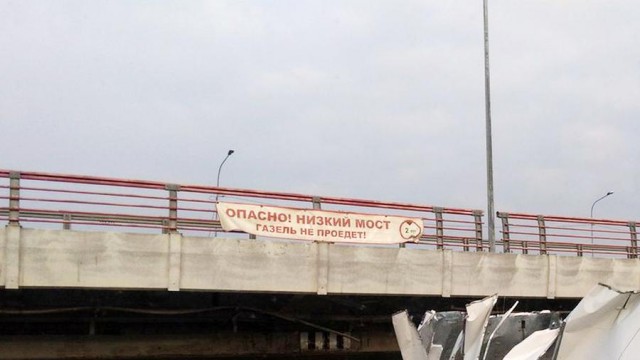 ОПАСНО! НИЗКИЙ МОСТ
ГАЗЕЛЬ НЕ ПРОЕДЕТ!